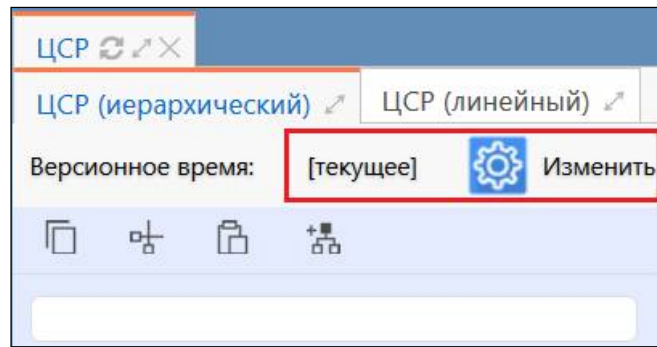 ЦСР
ЦСР (иерархический) ЦСР (линейный)
Версионное время: [текущее] Изменить